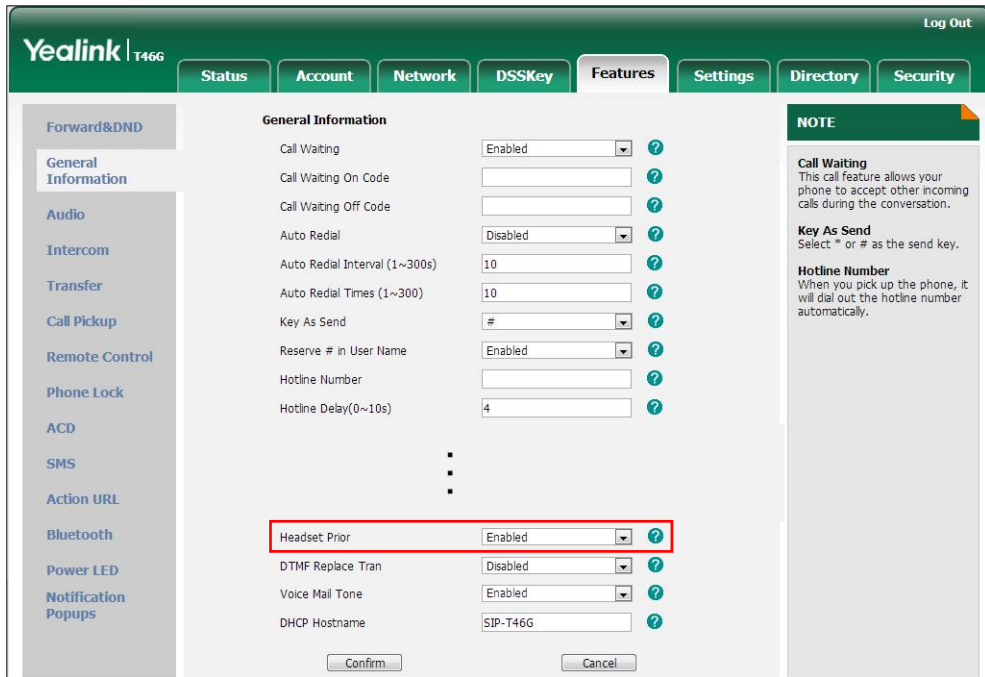 Log Out
Yealink | T46G
Status Account Network DSSKey Features Settings Directory Security
Forward&DND
General
Information
Audio
Intercom
Transfer
Call Pickup
Remote Control
Phone Lock
ACD
SMS
Action URL
Bluetooth
Power LED
Notification
Popups
General Information
Call Waiting Enabled ?
Call Waiting On Code ?
Call Waiting Off Code ?
Auto Redial Disabled ?
Auto Redial Interval (1~300s) 10 ?
Auto Redial Times (1~300) 10 ?
Key As Send # ?
Reserve # in User Name Enabled ?
Hotline Number ?
Hotline Delay(0~10s) 4 ?
Headset Prior Enabled ?
DTMF Replace Tran Disabled ?
Voice Mail Tone Enabled ?
DHCP Hostname SIP-T46G ?
Confirm Cancel
NOTE
Call Waiting
This call feature allows your
phone to accept other incoming
calls during the conversation.
Key As Send
Select * or # as the send key.
Hotline Number
When you pick up the phone, it
will dial out the hotline number
automatically.